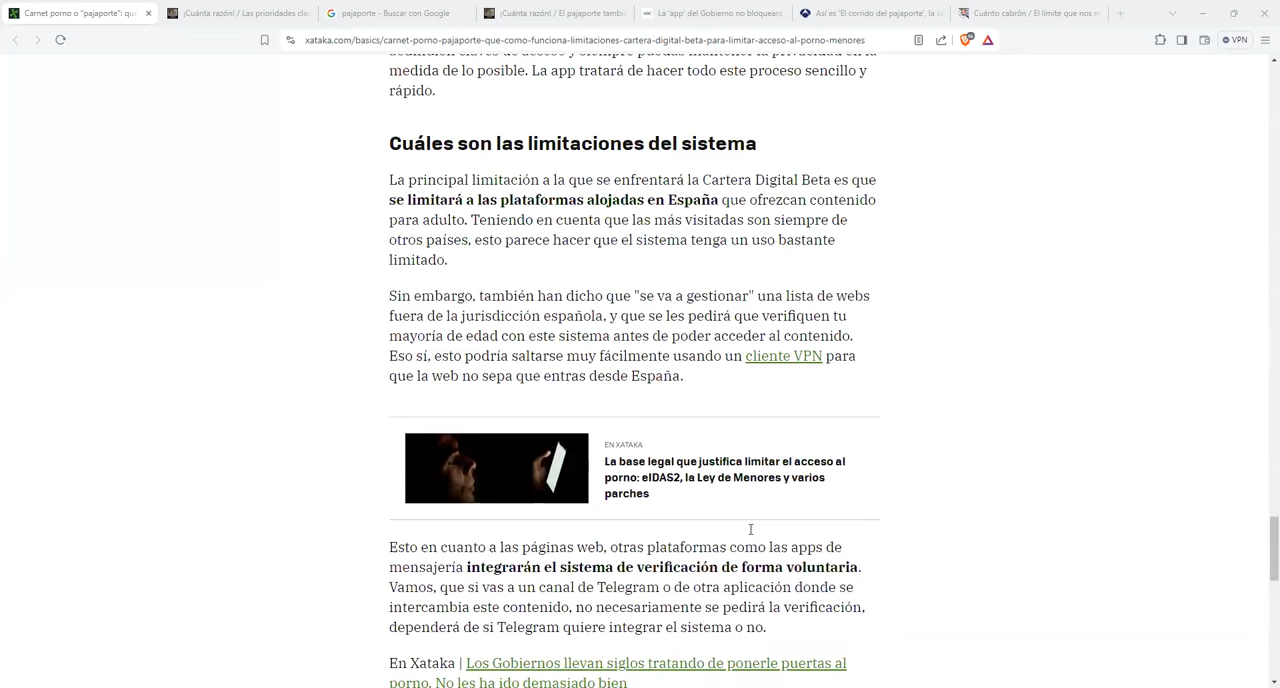 Carnet porno o "pajaporte": que
¡Cuánta razón! / Las prioridades cla
pajaporte - Buscar con Google
¡Cuánta razón! / El pajaporte tambi
La 'app' del Gobierno no bloqueara
Así es 'El corrido del pajaporte', la c
Cuánto cabrón / El límite que nos m
xataka.com/basics/carnet-porno-pajaporte-que-como-funciona-limitaciones-cartera-digital-beta-para-limitar-acceso-al-porno-menores
VPN
medida de lo posible. La app tratará de hacer todo este proceso sencillo y
rápido.
Cuáles son las limitaciones del sistema
La principal limitación a la que se enfrentará la Cartera Digital Beta es que
se limitará a las plataformas alojadas en España que ofrezcan contenido
para adulto. Teniendo en cuenta que las más visitadas son siempre de
otros países, esto parece hacer que el sistema tenga un uso bastante
limitado.
Sin embargo, también han dicho que "se va a gestionar" una lista de webs
fuera de la jurisdicción española, y que se les pedirá que verifiquen tu
mayoría de edad con este sistema antes de poder acceder al contenido.
Eso sí, esto podría saltarse muy fácilmente usando un cliente VPN para
que la web no sepa que entras desde España.
EN XATAKA
La base legal que justifica limitar el acceso al
porno: eIDAS2, la Ley de Menores y varios
parches
Esto en cuanto a las páginas web, otras plataformas como las apps de
mensajería integrarán el sistema de verificación de forma voluntaria.
Vamos, que si vas a un canal de Telegram o de otra aplicación donde se
intercambia este contenido, no necesariamente se pedirá la verificación,
dependerá de si Telegram quiere integrar el sistema o no.
En Xataka | Los Gobiernos llevan siglos tratando de ponerle puertas al
porno. No les ha ido demasiado bien